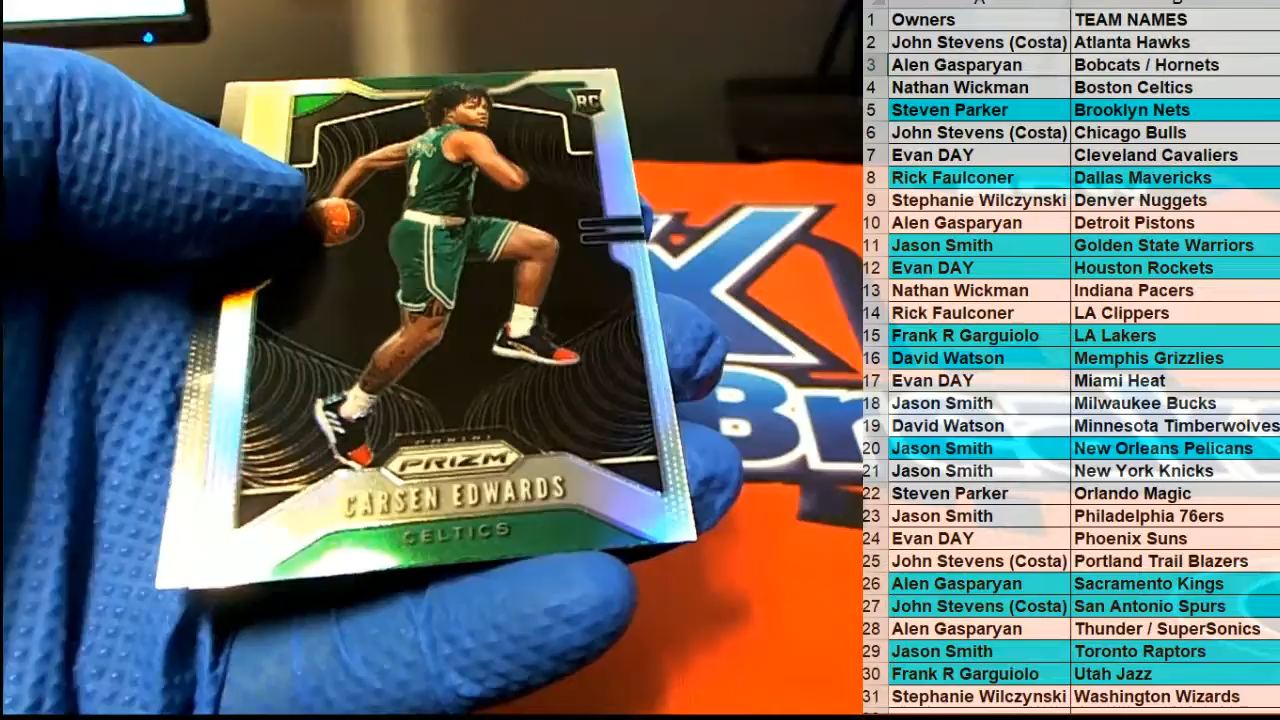 RC
4
PANINI
PRIZM
CARSEN EDWARDS
CELTICS
1 Owners TEAM NAMES
2 John Stevens (Costa) Atlanta Hawks
3 Alen Gasparyan Bobcats / Hornets
4 Nathan Wickman Boston Celtics
5 Steven Parker Brooklyn Nets
6 John Stevens (Costa) Chicago Bulls
7 Evan DAY Cleveland Cavaliers
8 Rick Faulconer Dallas Mavericks
9 Stephanie Wilczynski Denver Nuggets
10 Alen Gasparyan Detroit Pistons
11 Jason Smith Golden State Warriors
12 Evan DAY Houston Rockets
13 Nathan Wickman Indiana Pacers
14 Rick Faulconer LA Clippers
15 Frank R Garguiolo LA Lakers
16 David Watson Memphis Grizzlies
17 Evan DAY Miami Heat
18 Jason Smith Milwaukee Bucks
19 David Watson Minnesota Timberwolves
20 Jason Smith New Orleans Pelicans
21 Jason Smith New York Knicks
22 Steven Parker Orlando Magic
23 Jason Smith Philadelphia 76ers
24 Evan DAY Phoenix Suns
25 John Stevens (Costa) Portland Trail Blazers
26 Alen Gasparyan Sacramento Kings
27 John Stevens (Costa) San Antonio Spurs
28 Alen Gasparyan Thunder / SuperSonics
29 Jason Smith Toronto Raptors
30 Frank R Garguiolo Utah Jazz
31 Stephanie Wilczynski Washington Wizards